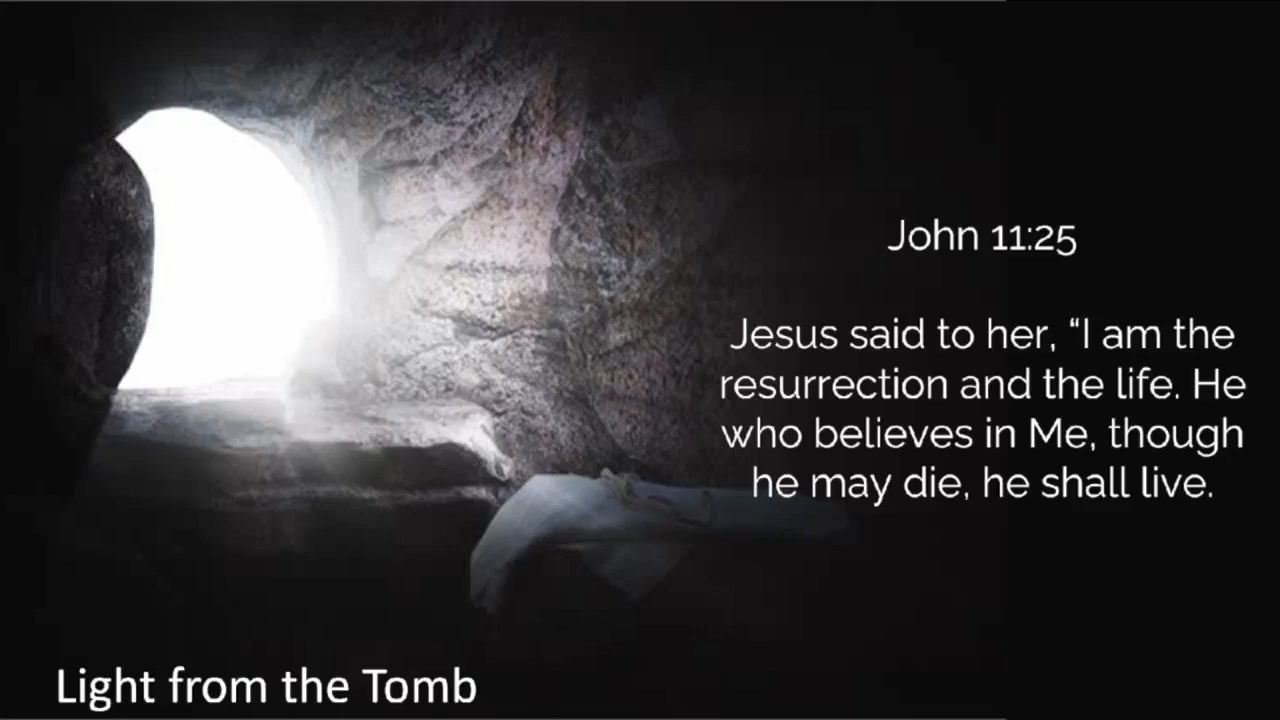 John 11:25
Jesus said to her, “I am the
resurrection and the life. He
who believes in Me, though
he may die, he shall live.
Light from the Tomb